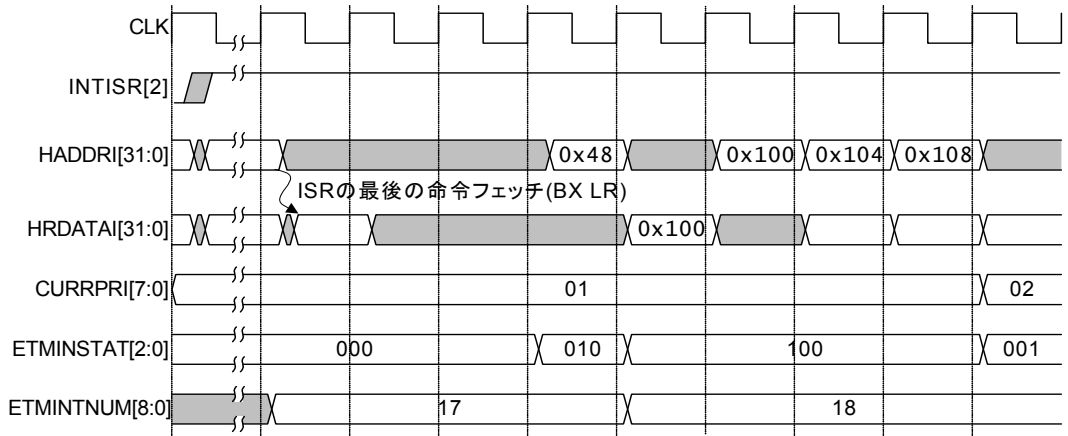 CLK
INTISR[2]
HADDRI[31:0] 0x48 0x100 0x104 0x108
ISRの最後の命令フェッチ(BX LR)
HRDATAI[31:0] 0x100
CURRPRI[7:0] 01 02
ETMINSTAT[2:0] 000 010 100 001
ETMINTNUM[8:0] 17 18